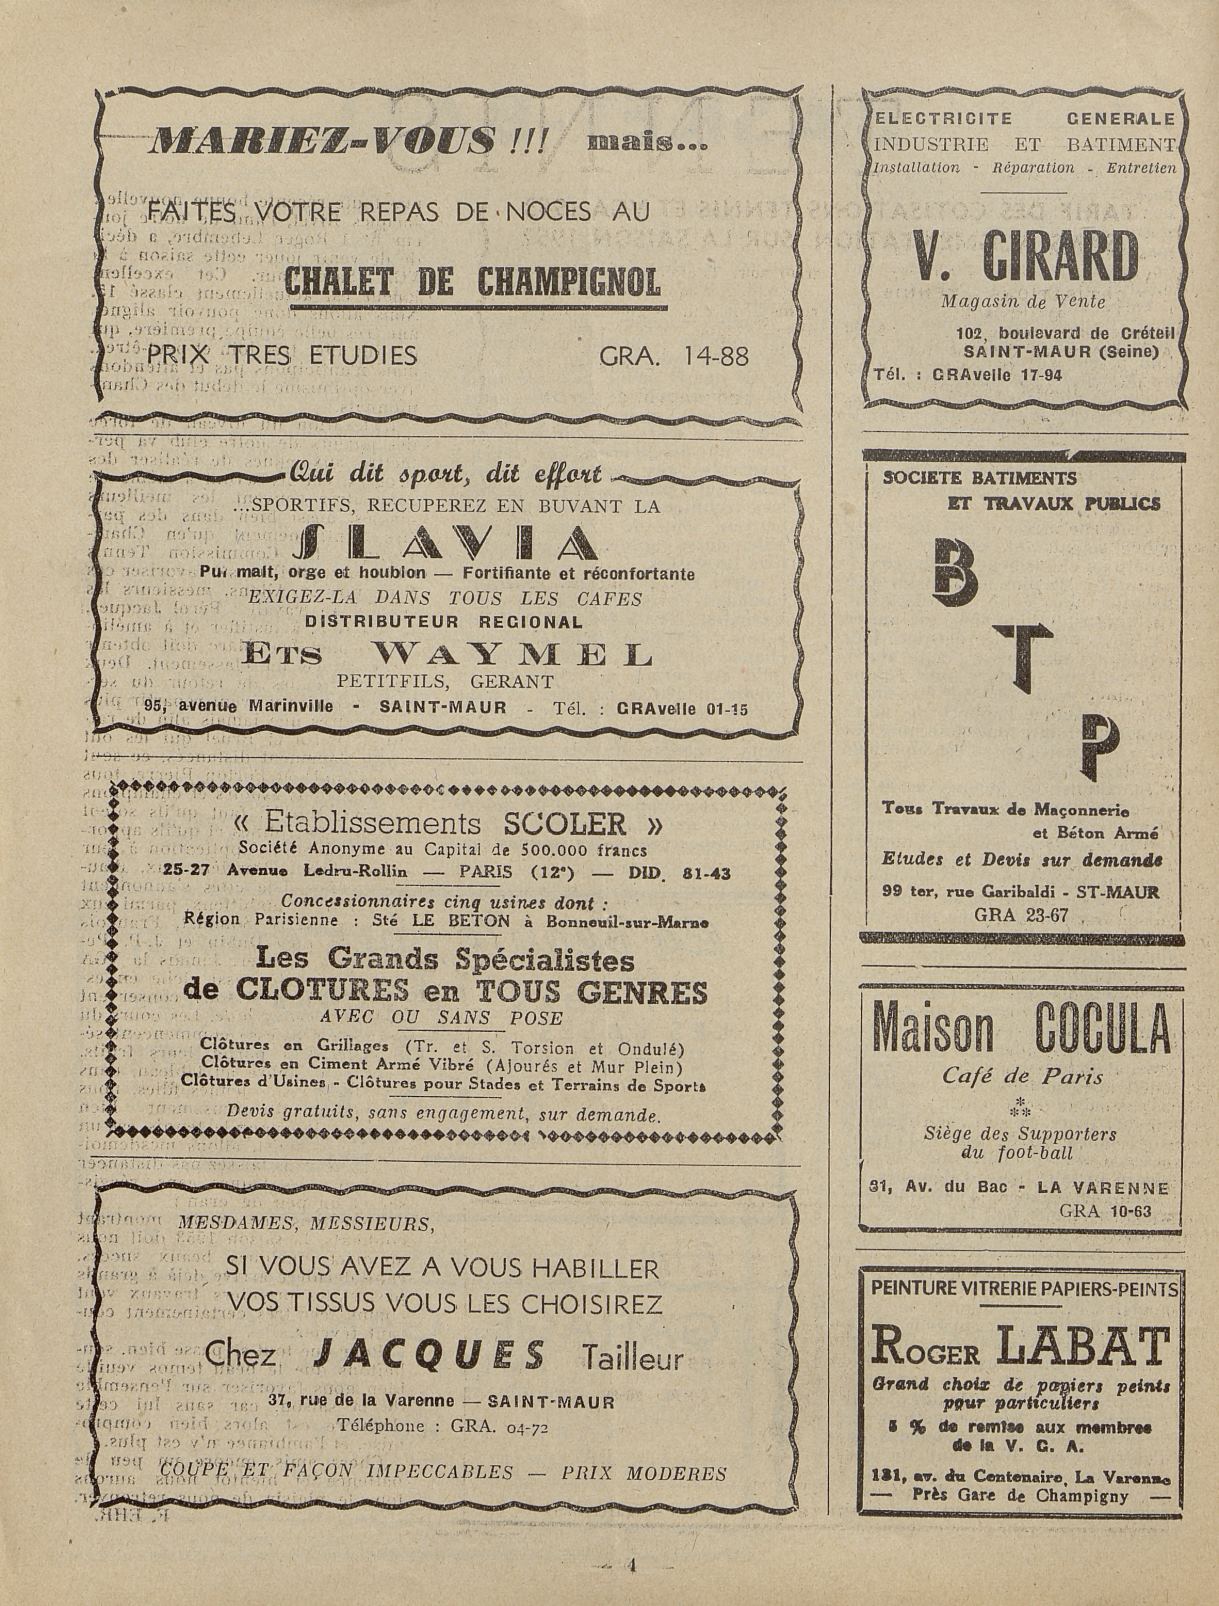 MARIEZ-VOUS !!! mais...
FAITES VOTRE REPAS DE NOCES AU
CHALET DE CHAMPIGNOL
PRIX TRES ETUDIES GRA. 14-88
Qui dit sport, dit effort
...SPORTIFS, RECUPEREZ EN BUVANT LA
SLAVIA
Pur malt, orge et houblon — Fortifiante et réconfortante
EXIGEZ-LA DANS TOUS LES CAFES
DISTRIBUTEUR REGIONAL
ETS WAYMEL
PETITFILS, GERANT
95, avenue Marinville - SAINT-MAUR - Tél. : GRAvelle 01-15
« Etablissements SCOLER »
Société Anonyme au Capital de 500.000 francs
25-27 Avenue Ledru-Rollin — PARIS (12e) — DID. 81-43
Concessionnaires cinq usines dont :
Région Parisienne : Sté LE BETON à Bonneuil-sur-Marne
Les Grands Spécialistes
de CLOTURES en TOUS GENRES
AVEC OU SANS POSE
Clôtures en Grillages (Tr. et S. Torsion et Ondulé)
Clôtures en Ciment Armé Vibré (Ajourés et Mur Plein)
Clôtures d'Usines - Clôtures pour Stades et Terrains de Sports
Devis gratuits, sans engagement, sur demande.
MESDAMES, MESSIEURS,
SI VOUS AVEZ A VOUS HABILLER
VOS TISSUS VOUS LES CHOISIREZ
Chez JACQUES Tailleur
37, rue de la Varenne — SAINT-MAUR
Téléphone : GRA. 04-72
COUPE ET FAÇON IMPECCABLES — PRIX MODERES
ELECTRICITE GENERALE
INDUSTRIE ET BATIMENT
Installation - Réparation - Entretien
V. GIRARD
Magasin de Vente
102, boulevard de Créteil
SAINT-MAUR (Seine)
Tél. : GRAvelle 17-94
SOCIETE BATIMENTS
ET TRAVAUX PUBLICS
B
T
P
Tous Travaux de Maçonnerie
et Béton Armé
Etudes et Devis sur demande
99 ter, rue Garibaldi - ST-MAUR
GRA 23-67
Maison COCULA
Café de Paris
*
**
Siège des Supporters
du foot-ball
31, Av. du Bac - LA VARENNE
GRA 10-63
PEINTURE VITRERIE PAPIERS-PEINTS
ROGER LABAT
Grand choix de papiers peints
pour particuliers
5 % de remise aux membres
de la V. G. A.
131, av. du Centenaire, La Varenne
— Près Gare de Champigny —
— 4 —